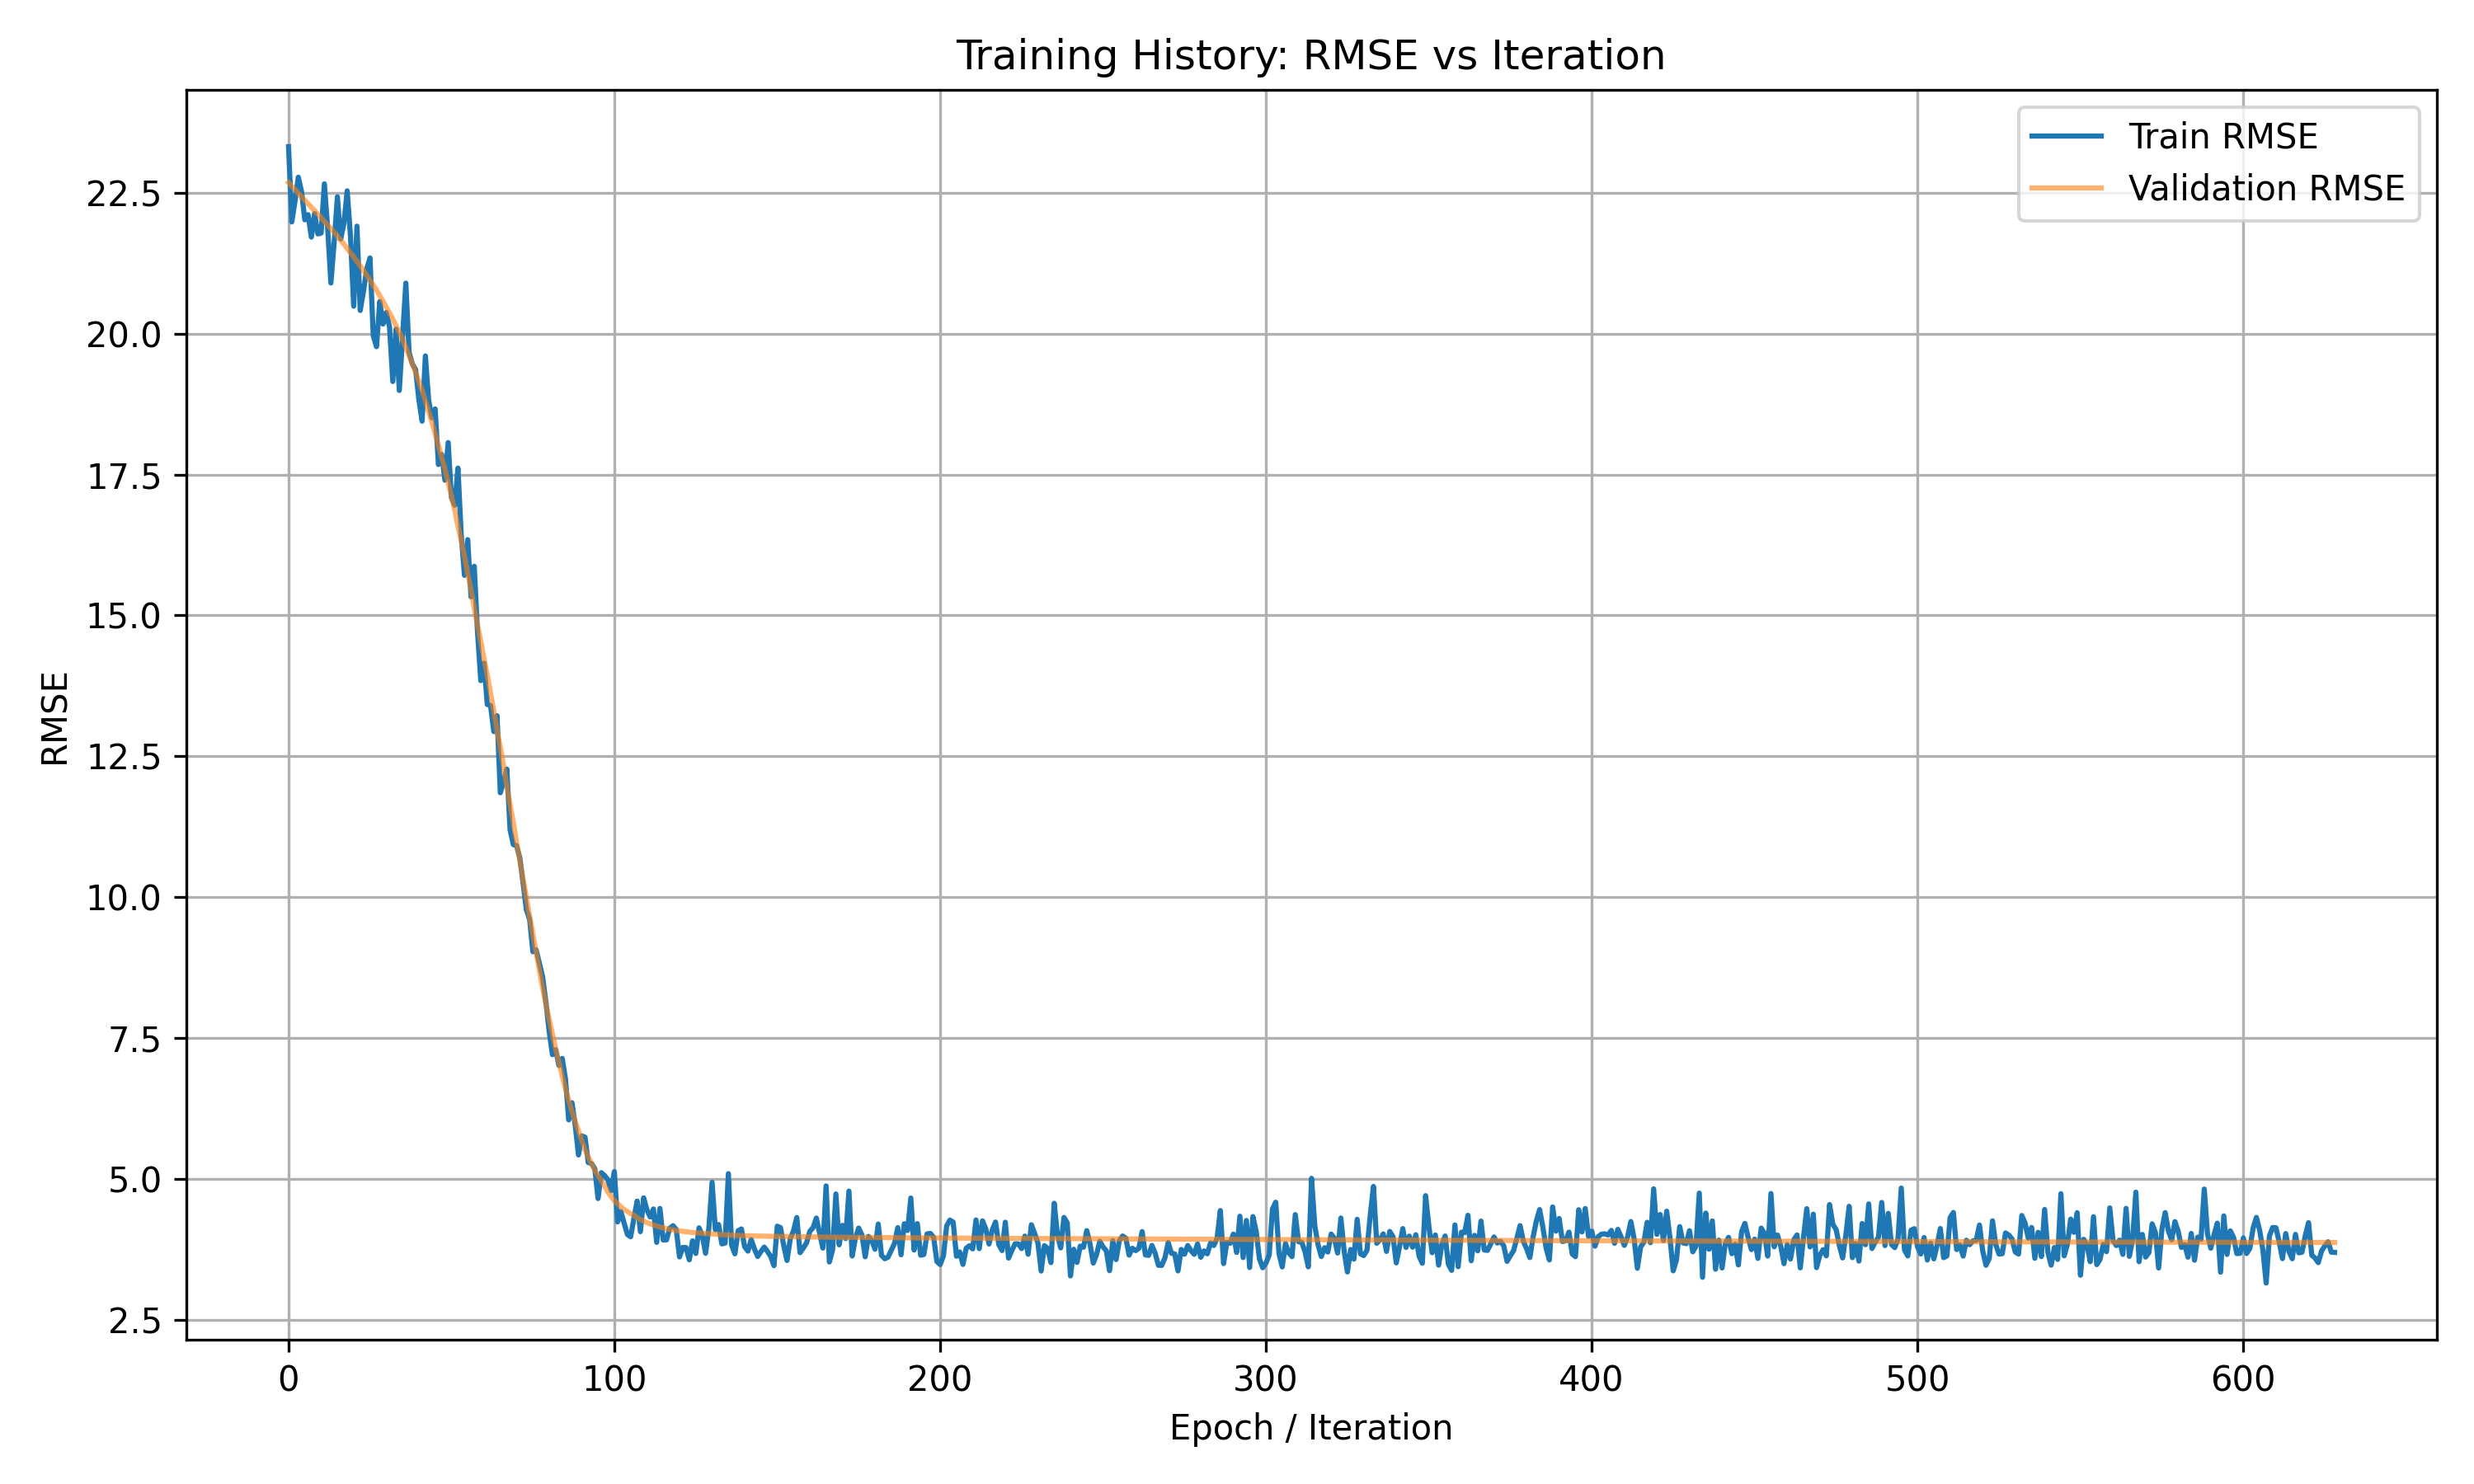 Training History: RMSE vs Iteration
Train RMSE
Validation RMSE
22.5
20.0
17.5
15.0
12.5
10.0
7.5
5.0
2.5
RMSE
0 100 200 300 400 500 600
Epoch / Iteration